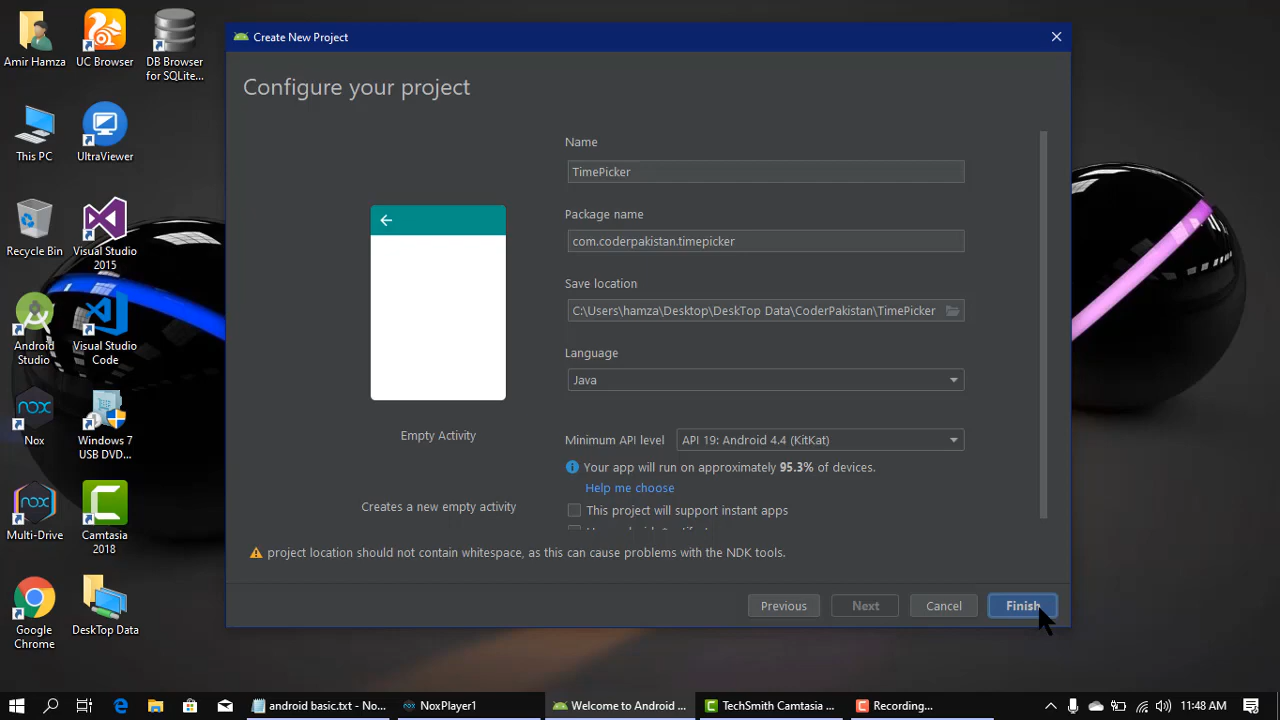 Amir Hamza
UC Browser
DB Browser
for SQLite...
This PC
UltraViewer
Recycle Bin
Visual Studio
2015
Android
Studio
Visual Studio
Code
nox
Nox
Windows 7
USB DVD...
nox
Multi-Drive
Camtasia
2018
Google
Chrome
DeskTop Data
Create New Project
Configure your project
Empty Activity
Creates a new empty activity
Name
TimePicker
Package name
com.coderpakistan.timepicker
Save location
C:\Users\hamza\Desktop\DeskTop Data\CoderPakistan\TimePicker
Language
Java
Minimum API level
API 19: Android 4.4 (KitKat)
Your app will run on approximately 95.3% of devices.
Help me choose
This project will support instant apps
project location should not contain whitespace, as this can cause problems with the NDK tools.
Previous
Next
Cancel
Finish
android basic.txt - No...
NoxPlayer1
Welcome to Android ...
TechSmith Camtasia ...
Recording...
11:48 AM